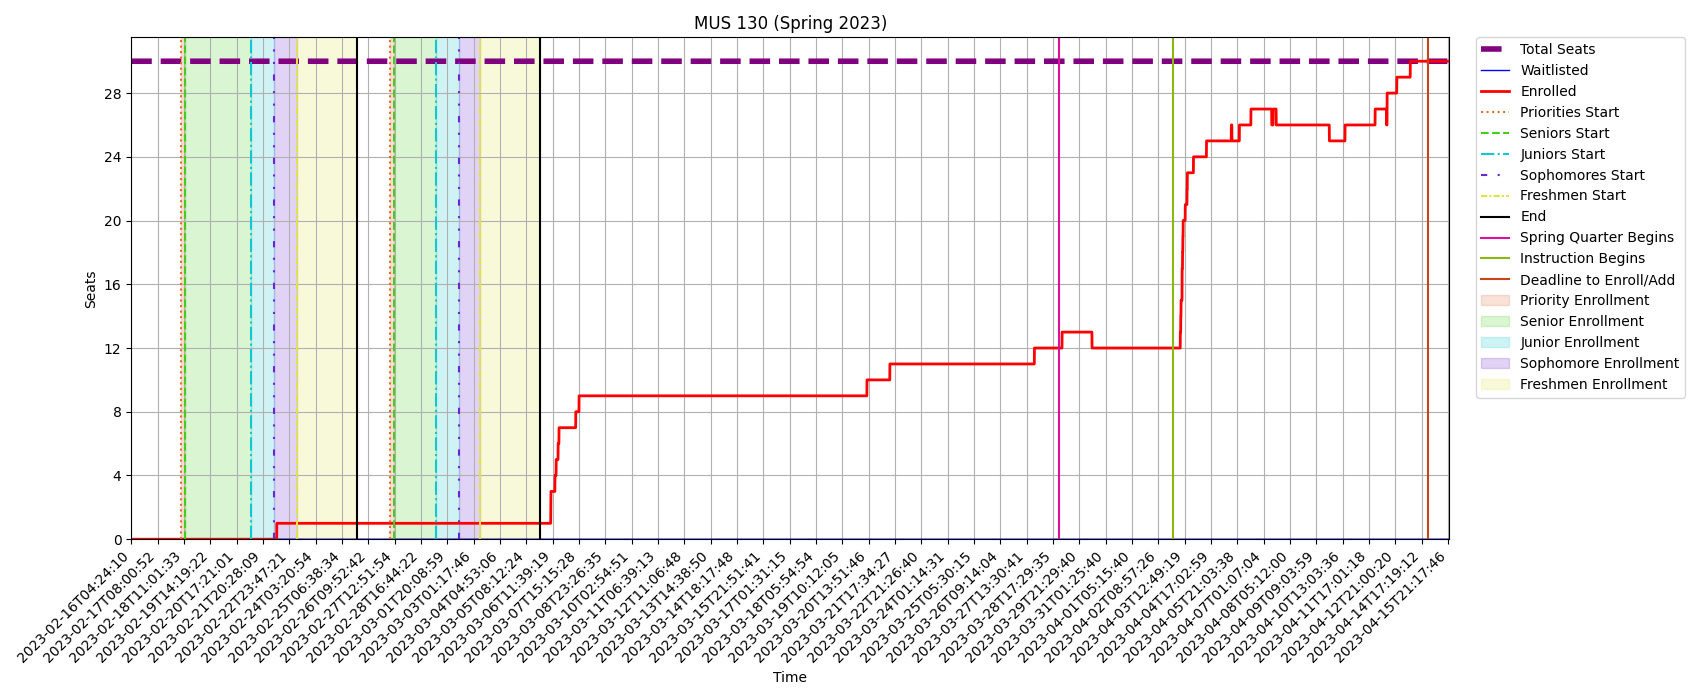 MUS 130 (Spring 2023)
Seats
28
24
20
16
12
8
4
0
2023-02-16T04:24:10
2023-02-17T08:00:52
2023-02-18T11:01:33
2023-02-19T14:19:22
2023-02-20T17:21:01
2023-02-21T20:28:09
2023-02-22T23:47:21
2023-02-24T03:20:54
2023-02-25T06:38:34
2023-02-26T09:52:42
2023-02-27T12:51:54
2023-02-28T16:44:22
2023-03-01T20:08:59
2023-03-03T01:17:46
2023-03-04T04:53:06
2023-03-05T08:12:24
2023-03-06T11:39:19
2023-03-07T15:15:28
2023-03-08T23:26:35
2023-03-10T02:54:51
2023-03-11T06:39:13
2023-03-12T11:06:48
2023-03-13T14:38:50
2023-03-14T18:17:48
2023-03-15T21:51:41
2023-03-17T01:31:15
2023-03-18T05:54:54
2023-03-19T10:12:05
2023-03-20T13:51:46
2023-03-21T17:34:27
2023-03-22T21:26:40
2023-03-24T01:14:31
2023-03-25T05:30:15
2023-03-26T09:14:04
2023-03-27T13:30:41
2023-03-28T17:29:35
2023-03-29T21:29:40
2023-03-31T01:25:40
2023-04-01T05:15:40
2023-04-02T08:57:26
2023-04-03T12:49:19
2023-04-04T17:02:59
2023-04-05T21:03:38
2023-04-07T01:07:04
2023-04-08T05:12:00
2023-04-09T09:03:59
2023-04-10T13:03:36
2023-04-11T17:01:18
2023-04-12T21:00:20
2023-04-14T17:19:12
2023-04-15T21:17:46
Time
Total Seats
Waitlisted
Enrolled
Priorities Start
Seniors Start
Juniors Start
Sophomores Start
Freshmen Start
End
Spring Quarter Begins
Instruction Begins
Deadline to Enroll/Add
Priority Enrollment
Senior Enrollment
Junior Enrollment
Sophomore Enrollment
Freshmen Enrollment